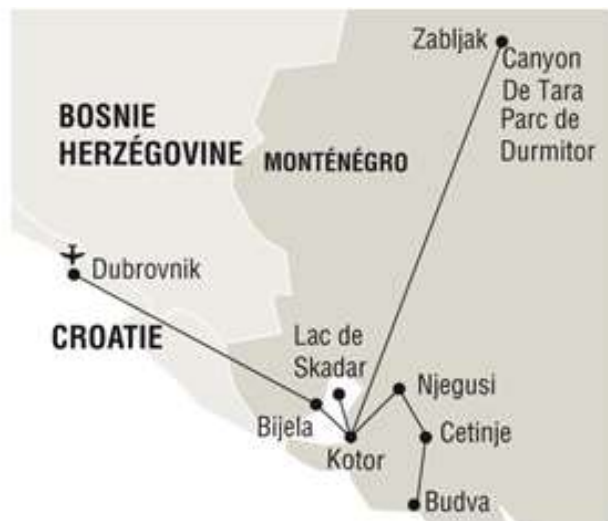 Zabljak
Canyon
De Tara
Parc de
Durmitor
BOSNIE
HERZÉGOVINE
MONTÉNÉGRO
Dubrovnik
CROATIE
Lac de
Skadar
Njegusi
Bijela
Cetinje
Kotor
Budva